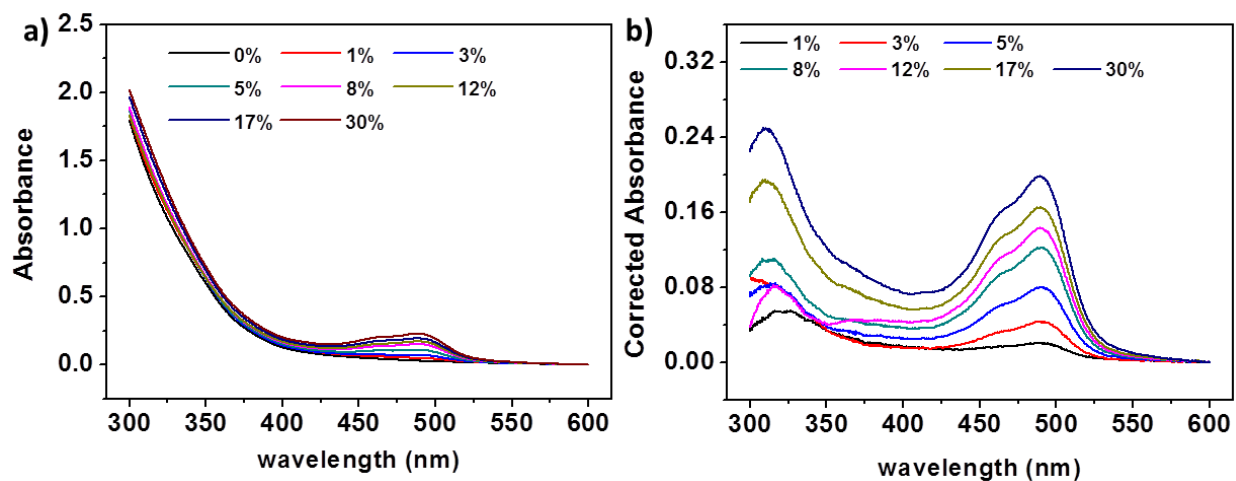 a)
0% 1% 3%
5% 8% 12%
17% 30%
2.5
2.0
1.5
1.0
0.5
0.0
Absorbance
300 350 400 450 500 550 600
wavelength (nm)
b)
1% 3% 5%
8% 12% 17% 30%
0.32
0.24
0.16
0.08
0.00
Corrected Absorbance
300 350 400 450 500 550 600
wavelength (nm)